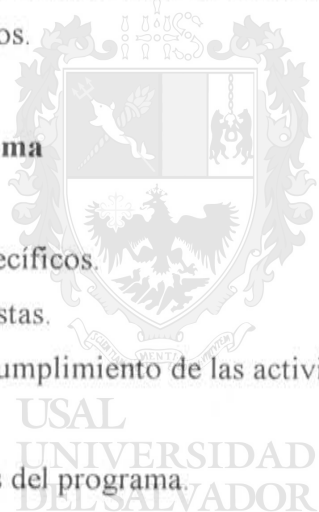 os.
ma
ecíficos.
stas.
umplimiento de las activi
USAL
UNIVERSIDAD
s del programa.
DEL SALVADOR